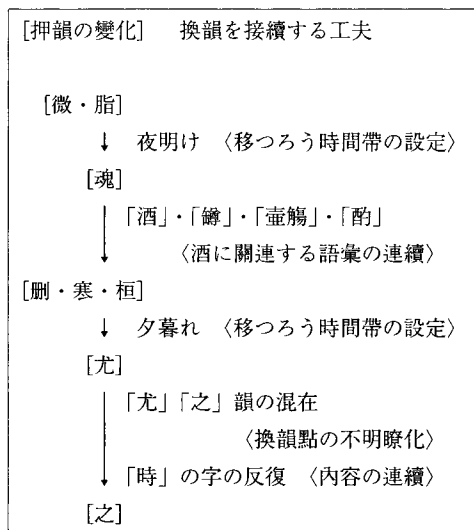 [押韻の變化]　換韻を接續する工夫
[微・脂]
↓　夜明け　〈移つろう時間帶の設定〉
[魂]
「酒」・「罇」・「壷觴」・「酌」
〈酒に關連する語彙の連續〉
[刪・寒・桓]
↓　夕暮れ　〈移つろう時間帶の設定〉
[尤]
「尤」「之」韻の混在
〈換韻點の不明瞭化〉
「時」の字の反復　〈內容の連續〉
[之]